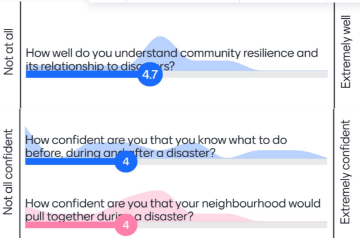 Not at all
How well do you understand community resilience and
its relationship to disasters?
4.7
Extremely well
Not all confident
How confident are you that you know what to do
before, during and after a disaster?
4
How confident are you that your neighbourhood would
pull together during a disaster?
4
Extremely confident